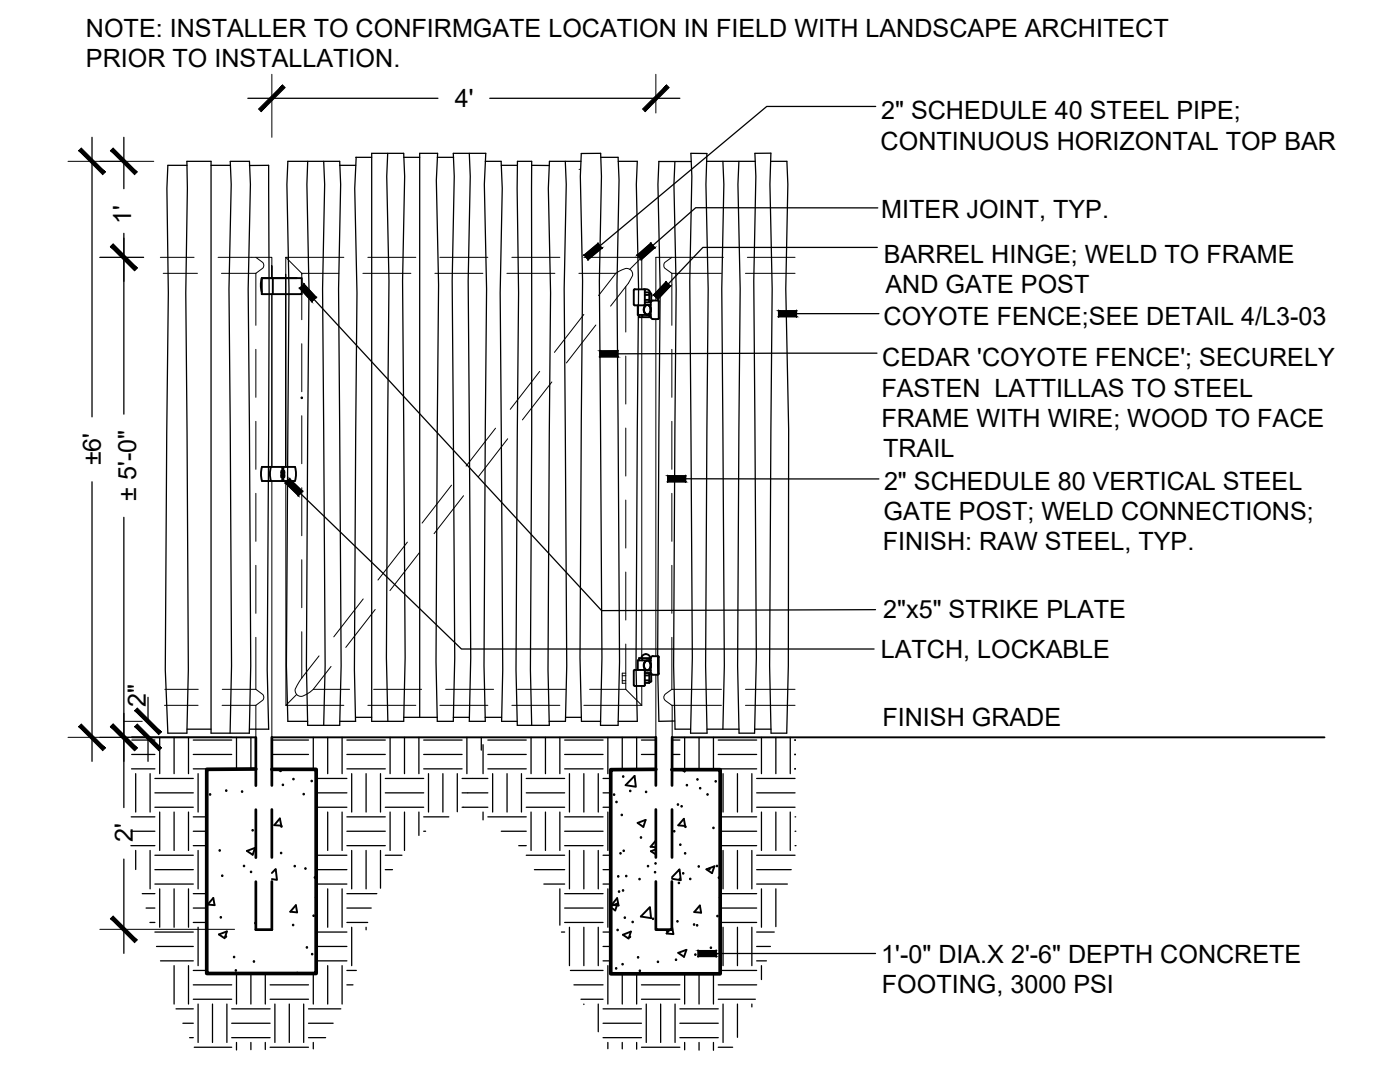 NOTE: INSTALLER TO CONFIRMGATE LOCATION IN FIELD WITH LANDSCAPE ARCHITECT
PRIOR TO INSTALLATION.
4'
2" SCHEDULE 40 STEEL PIPE;
CONTINUOUS HORIZONTAL TOP BAR
1'
MITER JOINT, TYP.
BARREL HINGE; WELD TO FRAME
AND GATE POST
COYOTE FENCE;SEE DETAIL 4/L3-03
CEDAR 'COYOTE FENCE'; SECURELY
FASTEN LATTILLAS TO STEEL
FRAME WITH WIRE; WOOD TO FACE
TRAIL
±6'
± 5'-0"
2" SCHEDULE 80 VERTICAL STEEL
GATE POST; WELD CONNECTIONS;
FINISH: RAW STEEL, TYP.
2"x5" STRIKE PLATE
LATCH, LOCKABLE
2"
FINISH GRADE
2'
1'-0" DIA.X 2'-6" DEPTH CONCRETE
FOOTING, 3000 PSI